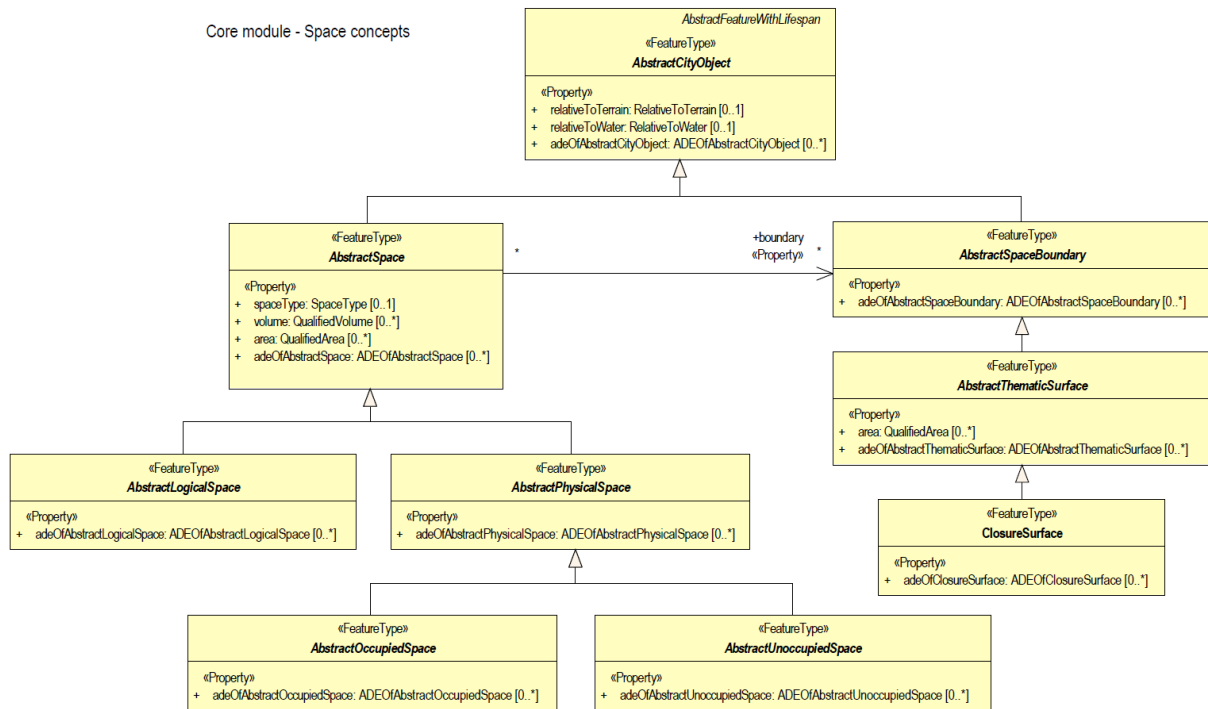 Core module - Space concepts
AbstractFeatureWithLifespan
«FeatureType»
AbstractCityObject
«Property»
+ relativeToTerrain: RelativeToTerrain [0..1]
+ relativeToWater: RelativeToWater [0..1]
+ adeOfAbstractCityObject: ADEOfAbstractCityObject [0..*]
«FeatureType»
AbstractSpace
«Property»
+ spaceType: SpaceType [0..1]
+ volume: QualifiedVolume [0..*]
+ area: QualifiedArea [0..*]
+ adeOfAbstractSpace: ADEOfAbstractSpace [0..*]
*
+boundary
«Property» *
«FeatureType»
AbstractSpaceBoundary
«Property»
+ adeOfAbstractSpaceBoundary: ADEOfAbstractSpaceBoundary [0..*]
«FeatureType»
AbstractThematicSurface
«Property»
+ area: QualifiedArea [0..*]
+ adeOfAbstractThematicSurface: ADEOfAbstractThematicSurface [0..*]
«FeatureType»
AbstractLogicalSpace
«Property»
+ adeOfAbstractLogicalSpace: ADEOfAbstractLogicalSpace [0..*]
«FeatureType»
AbstractPhysicalSpace
«Property»
+ adeOfAbstractPhysicalSpace: ADEOfAbstractPhysicalSpace [0..*]
«FeatureType»
ClosureSurface
«Property»
+ adeOfClosureSurface: ADEOfClosureSurface [0..*]
«FeatureType»
AbstractOccupiedSpace
«Property»
+ adeOfAbstractOccupiedSpace: ADEOfAbstractOccupiedSpace [0..*]
«FeatureType»
AbstractUnoccupiedSpace
«Property»
+ adeOfAbstractUnoccupiedSpace: ADEOfAbstractUnoccupiedSpace [0..*]